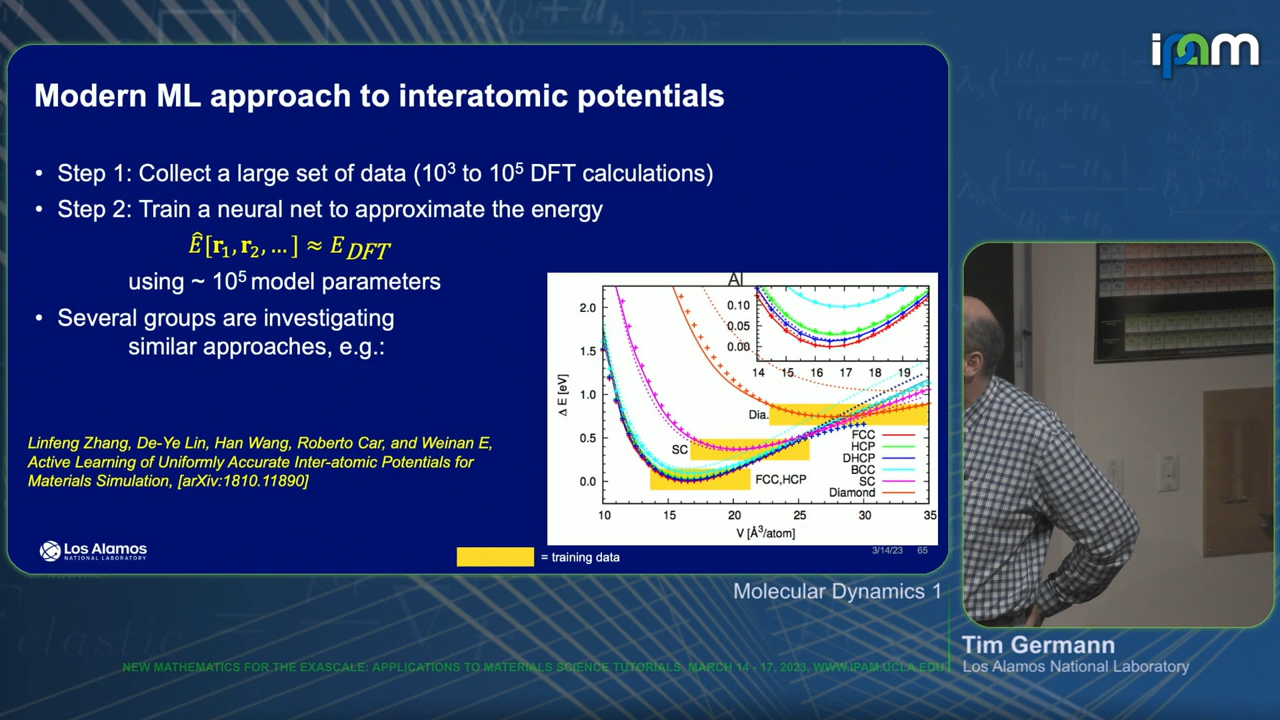 ipam
Modern ML approach to interatomic potentials
• Step 1: Collect a large set of data (10³ to 10⁵ DFT calculations)
• Step 2: Train a neural net to approximate the energy
Ê[r₁, r₂, … ] ≈ E_DFT
using ~ 10⁵ model parameters
• Several groups are investigating
similar approaches, e.g.:
Linfeng Zhang, De-Ye Lin, Han Wang, Roberto Car, and Weinan E,
Active Learning of Uniformly Accurate Inter-atomic Potentials for
Materials Simulation, [arXiv:1810.11890]
Al
2.0
1.5
1.0
0.5
0.0
Δ E [eV]
0.10
0.05
0.00
14 15 16 17 18 19
Dia.
SC
FCC,HCP
FCC
HCP
DHCP
BCC
SC
Diamond
10 15 20 25 30 35
V [Å³/atom]
Los Alamos
NATIONAL LABORATORY
= training data
3/14/23 65
Molecular Dynamics 1
Tim Germann
Los Alamos National Laboratory
NEW MATHEMATICS FOR THE EXASCALE: APPLICATIONS TO MATERIALS SCIENCE TUTORIALS, MARCH 14 - 17, 2023, WWW.IPAM.UCLA.EDU
elastic